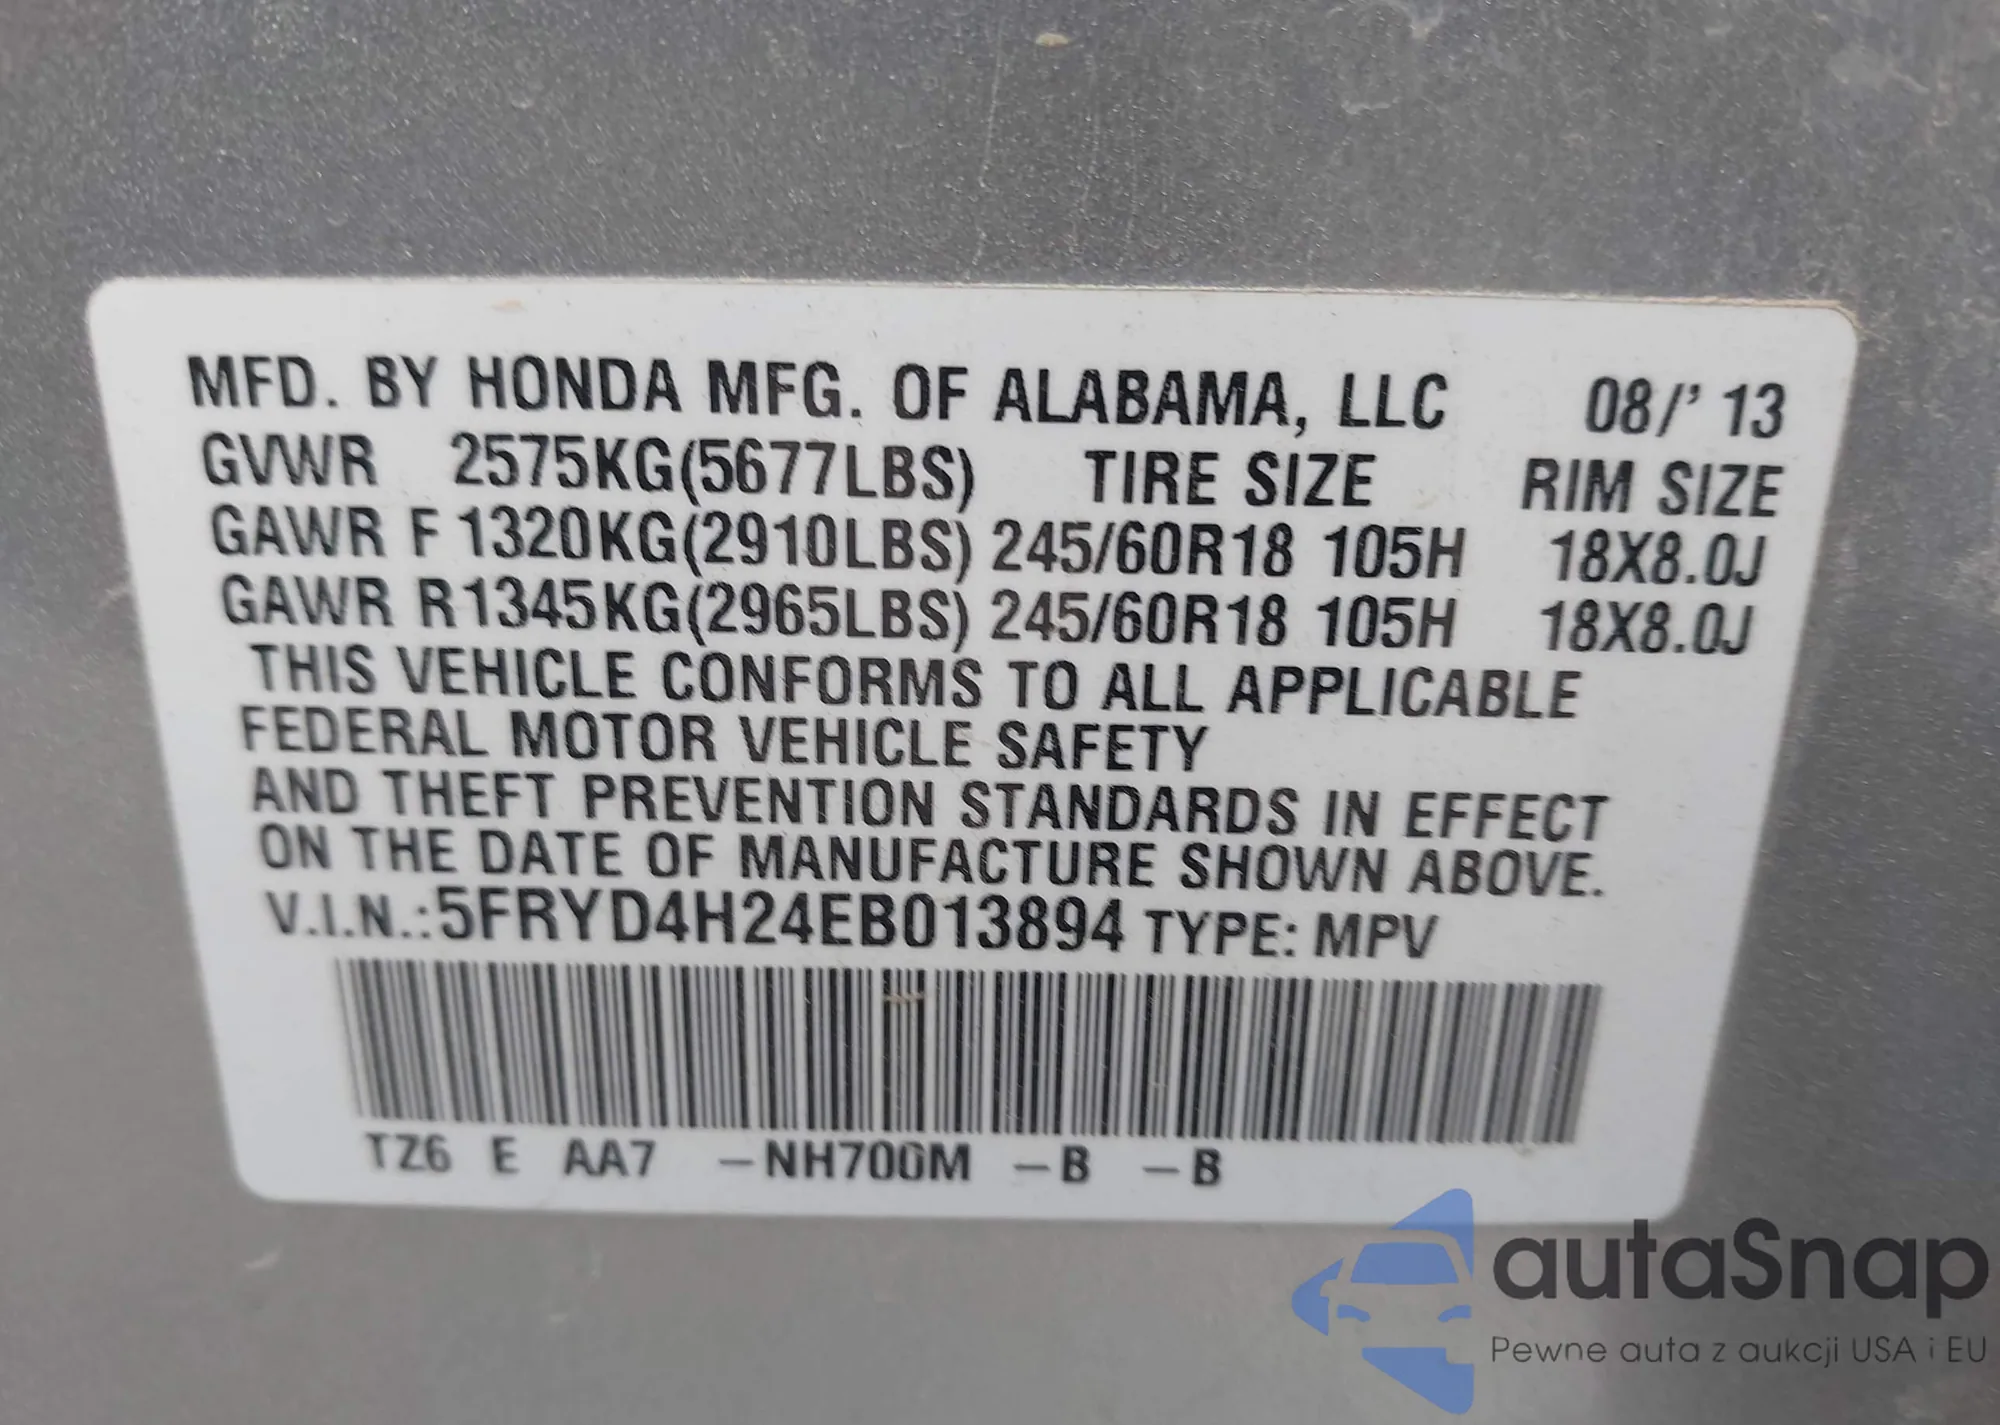 MFD. BY HONDA MFG. OF ALABAMA, LLC 08/' 13
GVWR 2575KG(5677LBS) TIRE SIZE RIM SIZE
GAWR F 1320KG(2910LBS) 245/60R18 105H 18X8.0J
GAWR R1345KG(2965LBS) 245/60R18 105H 18X8.0J
THIS VEHICLE CONFORMS TO ALL APPLICABLE
FEDERAL MOTOR VEHICLE SAFETY
AND THEFT PREVENTION STANDARDS IN EFFECT
ON THE DATE OF MANUFACTURE SHOWN ABOVE.
V.I.N.:5FRYD4H24EB013894 TYPE: MPV
TZ6 E AA7 –NH700M –B –B
autaSnap
Pewne auta z aukcji USA i EU